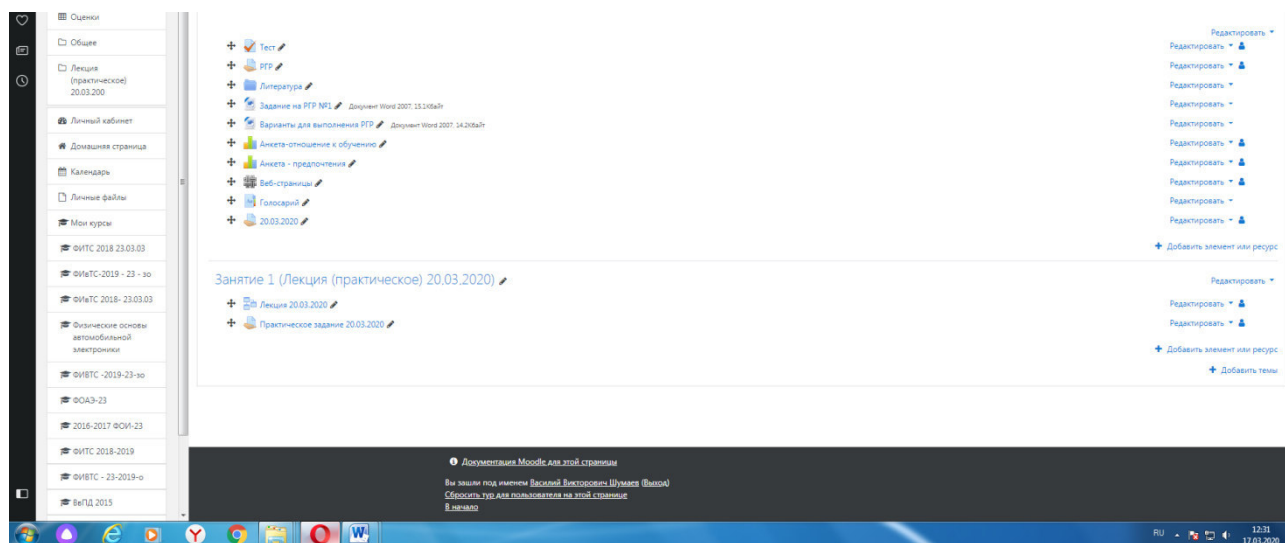 Оценки
Общее
Лекция
(практическое)
20.03.200
Личный кабинет
Домашняя страница
Календарь
Личные файлы
Мои курсы
ФИТС 2018 23.03.03
ФИвТС-2019 - 23 - зо
ФИвТС 2018- 23.03.03
Физические основы
автомобильной
электроники
ФИВТС -2019-23-зо
ФОАЭ-23
2016-2017 ФОИ-23
ФИТС 2018-2019
ФИВТС - 23-2019-о
ВвПД 2015
Редактировать
Тест Редактировать
РГР Редактировать
Литература Редактировать
Задание на РГР №1 Документ Word 2007, 15.1Кбайт Редактировать
Варианты для выполнения РГР Документ Word 2007, 14.2Кбайт Редактировать
Анкета-отношение к обучению Редактировать
Анкета - предпочтения Редактировать
Веб-страницы Редактировать
Голосарий Редактировать
20.03.2020 Редактировать
+ Добавить элемент или ресурс
Занятие 1 (Лекция (практическое) 20.03.2020) Редактировать
Лекция 20.03.2020 Редактировать
Практическое задание 20.03.2020 Редактировать
+ Добавить элемент или ресурс
+ Добавить темы
Документация Moodle для этой страницы
Вы зашли под именем Василий Викторович Шумаев (Выход)
Сбросить тур для пользователя на этой странице
В начало
RU 12:31
17.03.2020